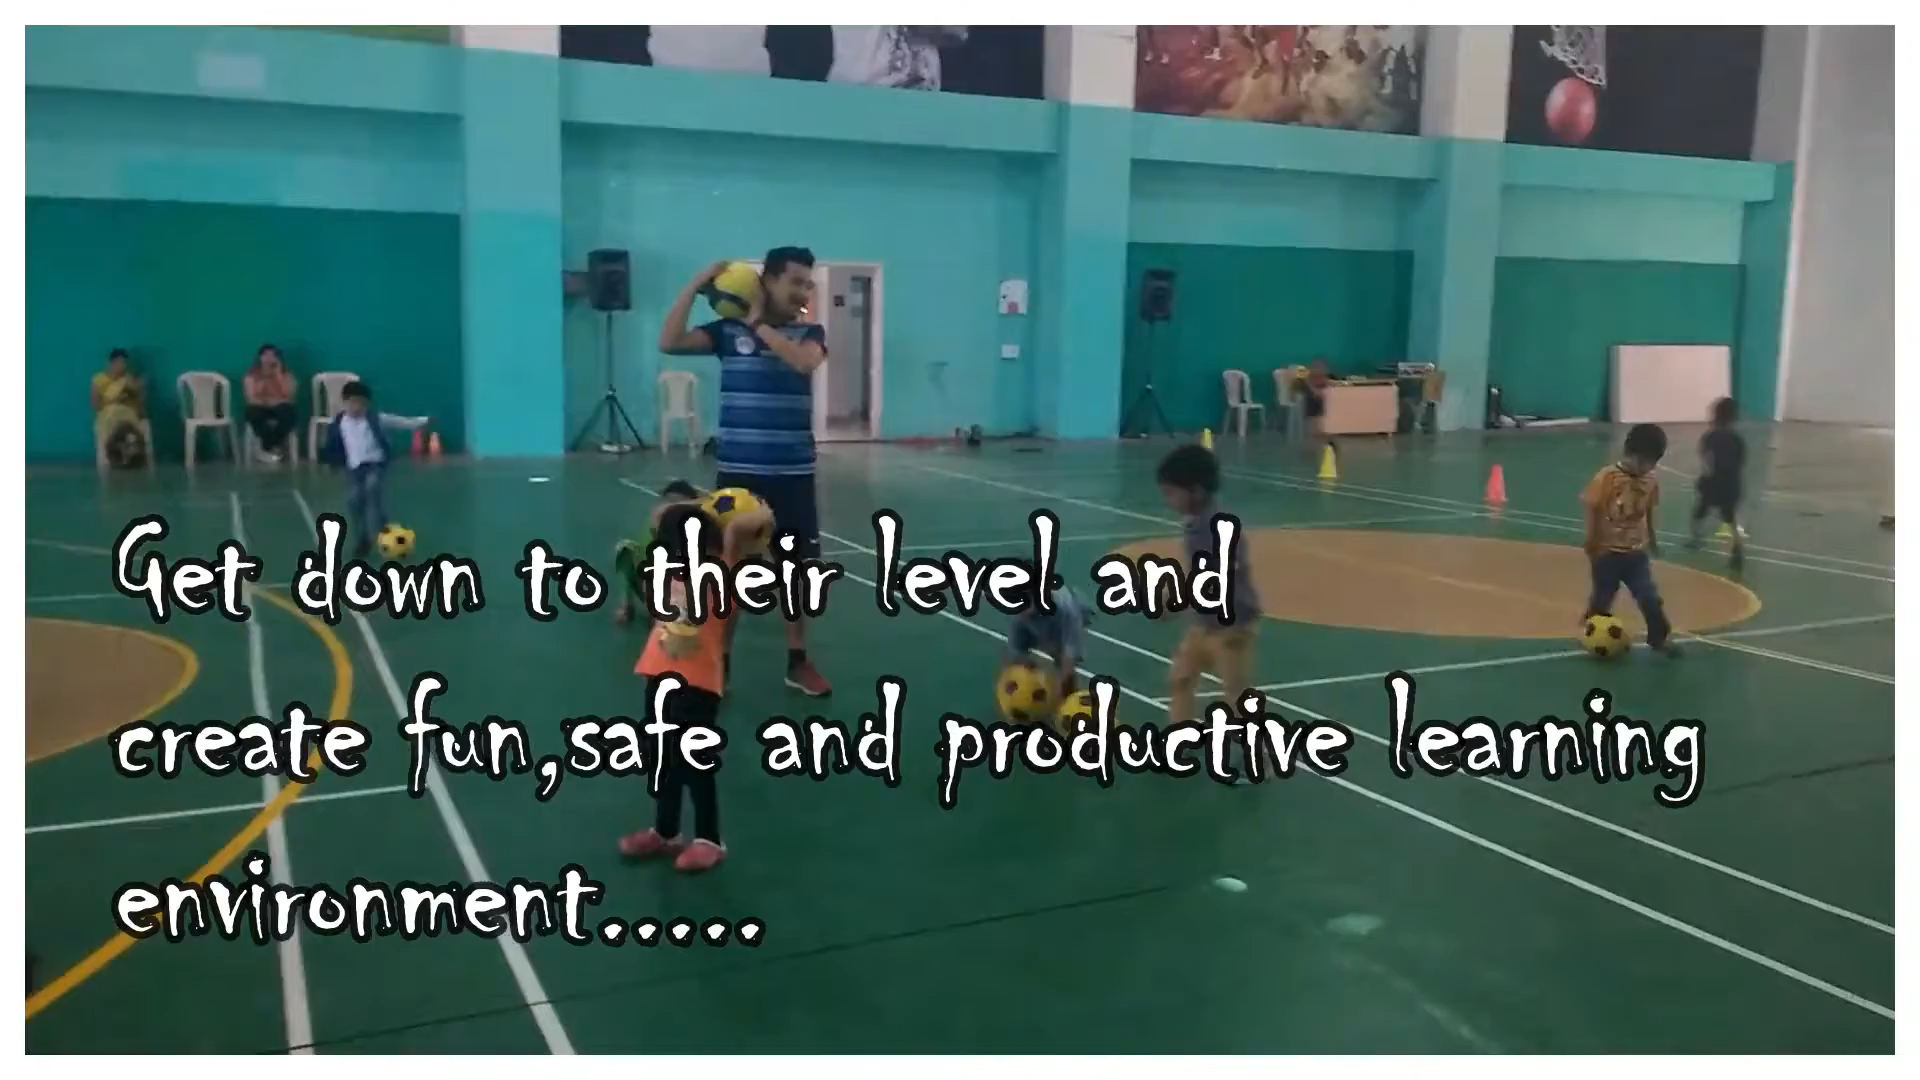 Get down to their level and
create fun,safe and productive learning
environment.....